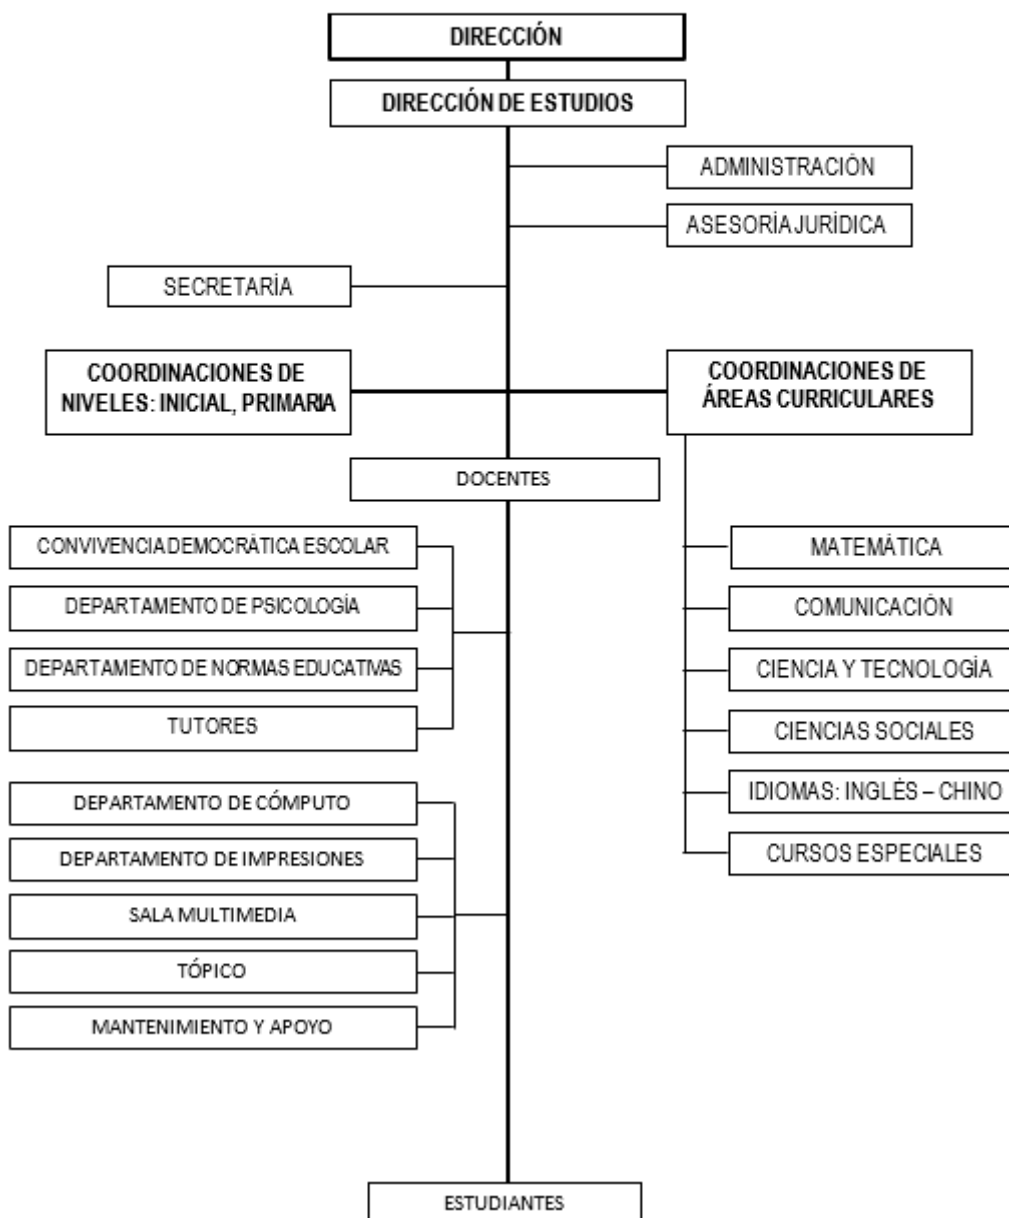 DIRECCIÓN
DIRECCIÓN DE ESTUDIOS
ADMINISTRACIÓN
ASESORÍA JURÍDICA
SECRETARÍA
COORDINACIONES DE
NIVELES: INICIAL, PRIMARIA
COORDINACIONES DE
ÁREAS CURRICULARES
DOCENTES
CONVIVENCIA DEMOCRÁTICA ESCOLAR
DEPARTAMENTO DE PSICOLOGÍA
DEPARTAMENTO DE NORMAS EDUCATIVAS
TUTORES
DEPARTAMENTO DE CÓMPUTO
DEPARTAMENTO DE IMPRESIONES
SALA MULTIMEDIA
TÓPICO
MANTENIMIENTO Y APOYO
MATEMÁTICA
COMUNICACIÓN
CIENCIA Y TECNOLOGÍA
CIENCIAS SOCIALES
IDIOMAS: INGLÉS – CHINO
CURSOS ESPECIALES
ESTUDIANTES